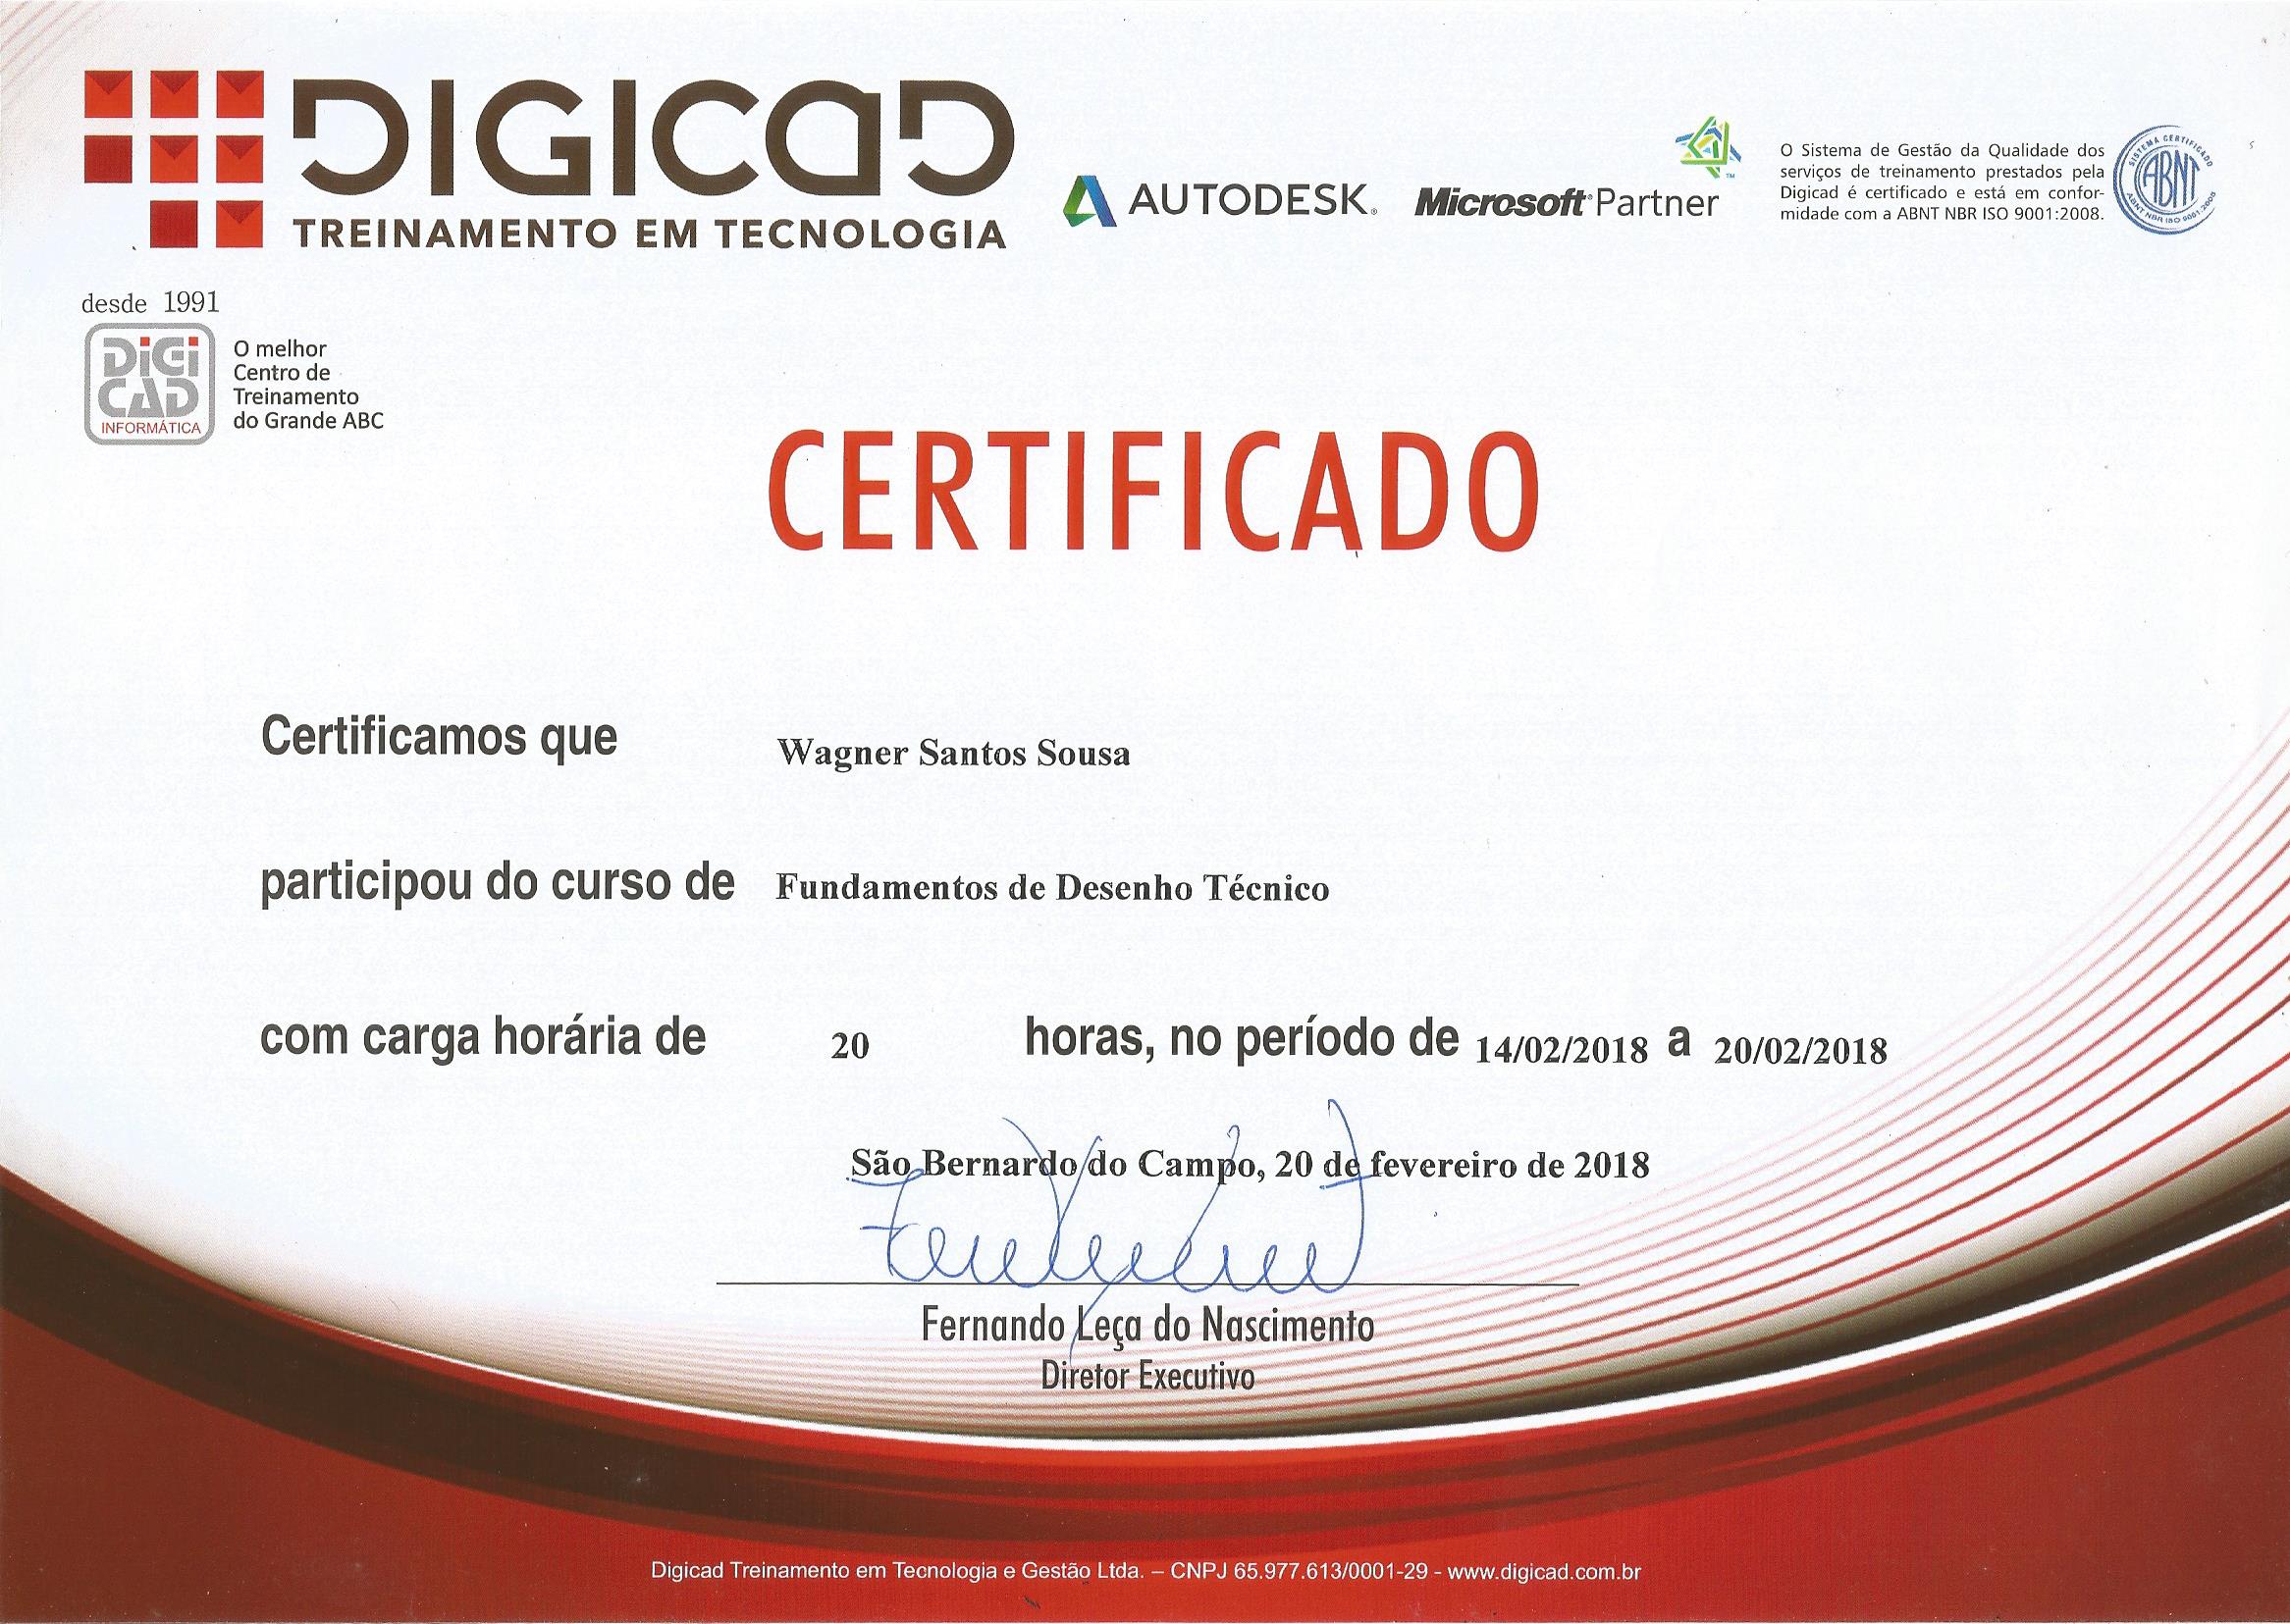 DIGICAD
TREINAMENTO EM TECNOLOGIA
AUTODESK.
Microsoft Partner
TM
O Sistema de Gestão da Qualidade dos
serviços de treinamento prestados pela
Digicad é certificado e está em confor-
midade com a ABNT NBR ISO 9001:2008.
SISTEMA CERTIFICADO
ABNT
ABNT NBR ISO 9001:2008
desde 1991
DIGI
CAD
INFORMÁTICA
O melhor
Centro de
Treinamento
do Grande ABC
CERTIFICADO
Certificamos que Wagner Santos Sousa
participou do curso de Fundamentos de Desenho Técnico
com carga horária de 20 horas, no período de 14/02/2018 a 20/02/2018
São Bernardo do Campo, 20 de fevereiro de 2018
Fernando Leça do Nascimento
Diretor Executivo
Digicad Treinamento em Tecnologia e Gestão Ltda. – CNPJ 65.977.613/0001-29 - www.digicad.com.br